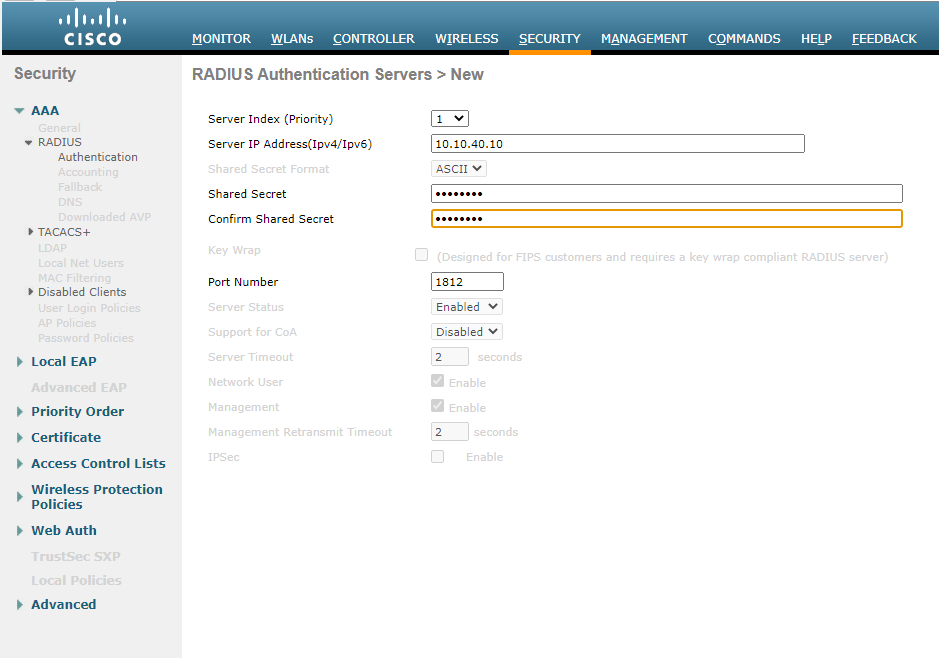 CISCO
MONITOR WLANs CONTROLLER WIRELESS SECURITY MANAGEMENT COMMANDS HELP FEEDBACK
Security
AAA
General
RADIUS
Authentication
Accounting
Fallback
DNS
Downloaded AVP
TACACS+
LDAP
Local Net Users
MAC Filtering
Disabled Clients
User Login Policies
AP Policies
Password Policies
Local EAP
Advanced EAP
Priority Order
Certificate
Access Control Lists
Wireless Protection
Policies
Web Auth
TrustSec SXP
Local Policies
Advanced
RADIUS Authentication Servers > New
Server Index (Priority) 1
Server IP Address(Ipv4/Ipv6) 10.10.40.10
Shared Secret Format ASCII
Shared Secret ••••••••
Confirm Shared Secret ••••••••
Key Wrap (Designed for FIPS customers and requires a key wrap compliant RADIUS server)
Port Number 1812
Server Status Enabled
Support for CoA Disabled
Server Timeout 2 seconds
Network User Enable
Management Enable
Management Retransmit Timeout 2 seconds
IPSec Enable